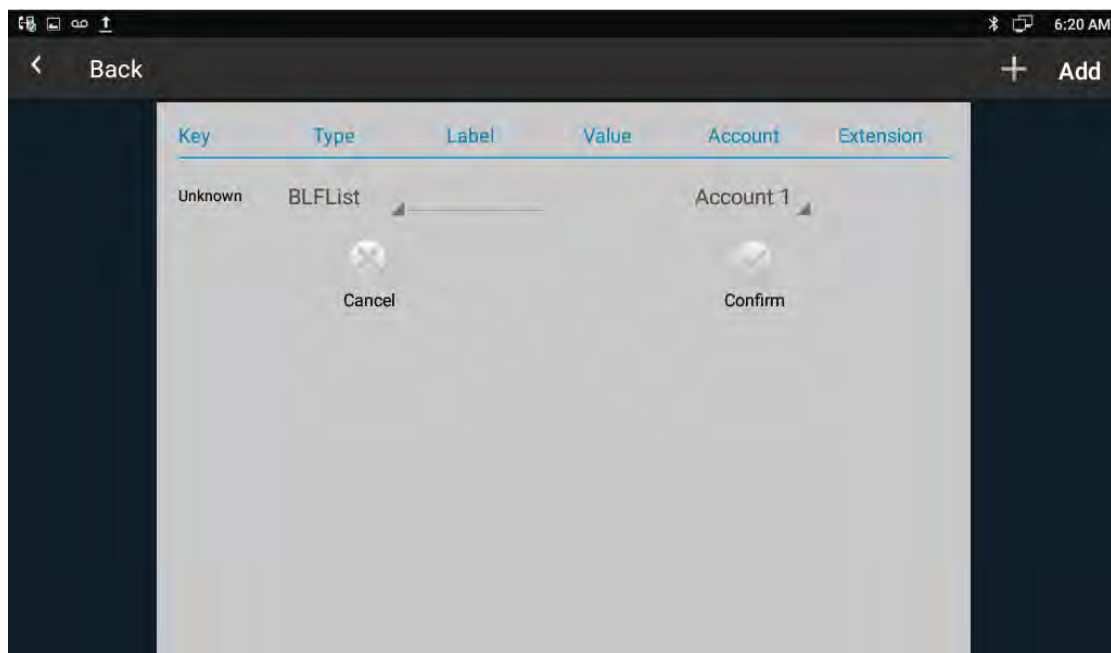 6:20 AM
Back Add
Key Type Label Value Account Extension
Unknown BLFList Account 1
Cancel Confirm